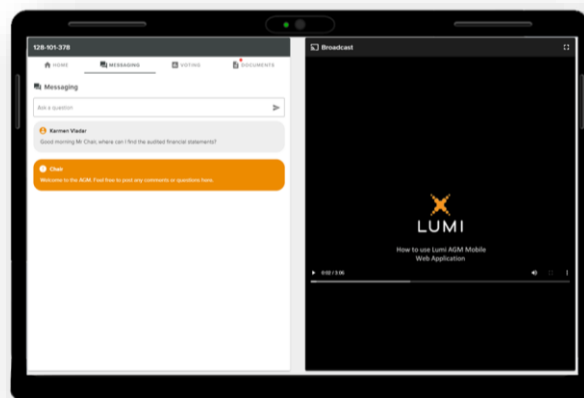 128-101-378
HOME
MESSAGING
VOTING
DOCUMENTS
Messaging
Ask a question
Karmen Vladar
Good morning Mr Chair, where can I find the audited financial statements?
Chair
Welcome to the AGM. Feel free to post any comments or questions here.
Broadcast
LUMI
How to use Lumi AGM Mobile
Web Application
0:02 / 3:06